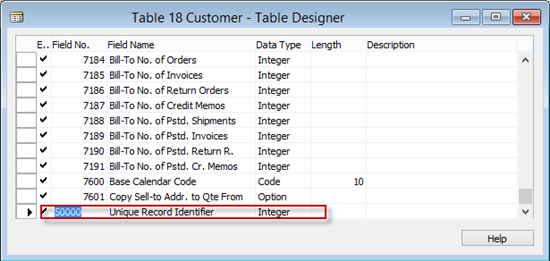 Table 18 Customer - Table Designer
E.. Field No. Field Name Data Type Length Description
7184 Bill-To No. of Orders Integer
7185 Bill-To No. of Invoices Integer
7186 Bill-To No. of Return Orders Integer
7187 Bill-To No. of Credit Memos Integer
7188 Bill-To No. of Pstd. Shipments Integer
7189 Bill-To No. of Pstd. Invoices Integer
7190 Bill-To No. of Pstd. Return R. Integer
7191 Bill-To No. of Pstd. Cr. Memos Integer
7600 Base Calendar Code Code 10
7601 Copy Sell-to Addr. to Qte From Option
50000 Unique Record Identifier Integer
Help